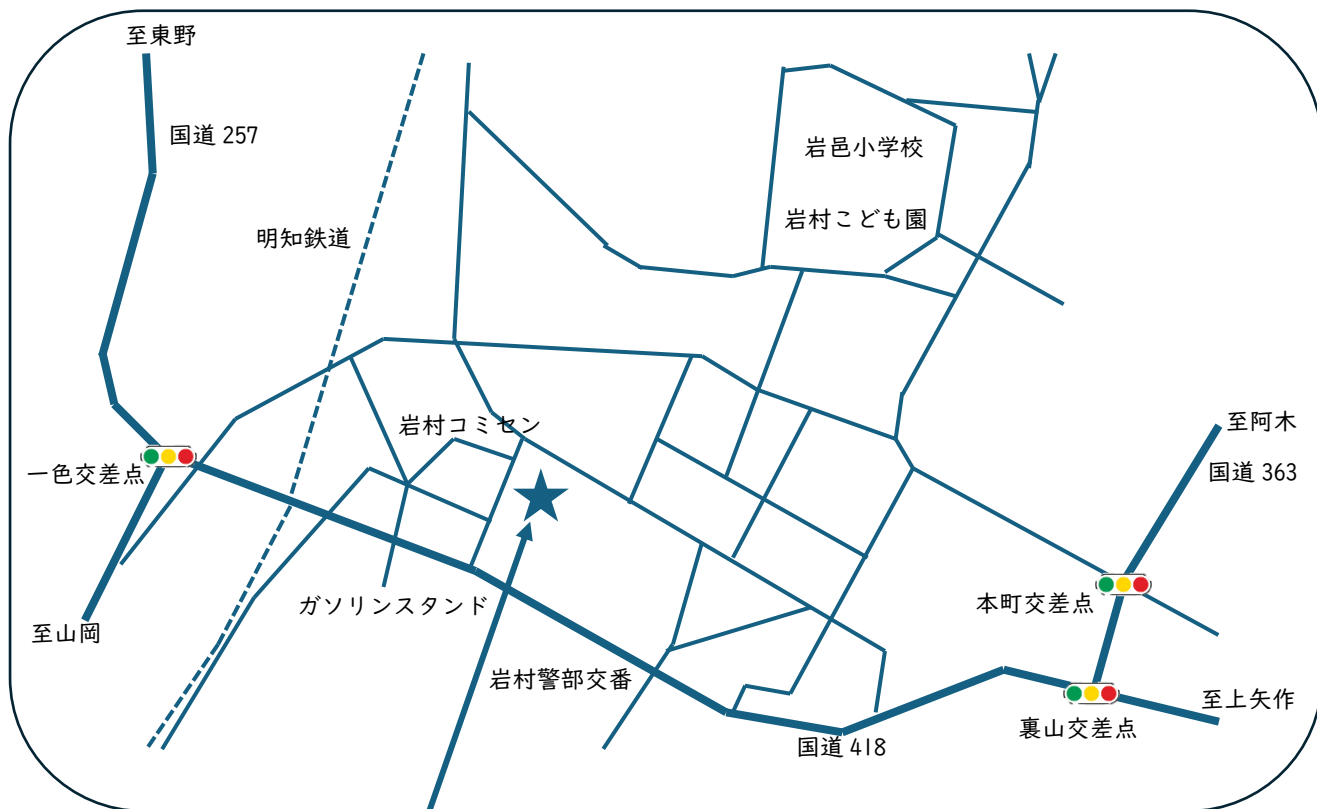 至東野
国道 257
岩邑小学校
明知鉄道
岩村こども園
岩村コミセン
至阿木
一色交差点
国道 363
ガソリンスタンド
本町交差点
至山岡
岩村警部交番
至上矢作
裏山交差点
国道 418